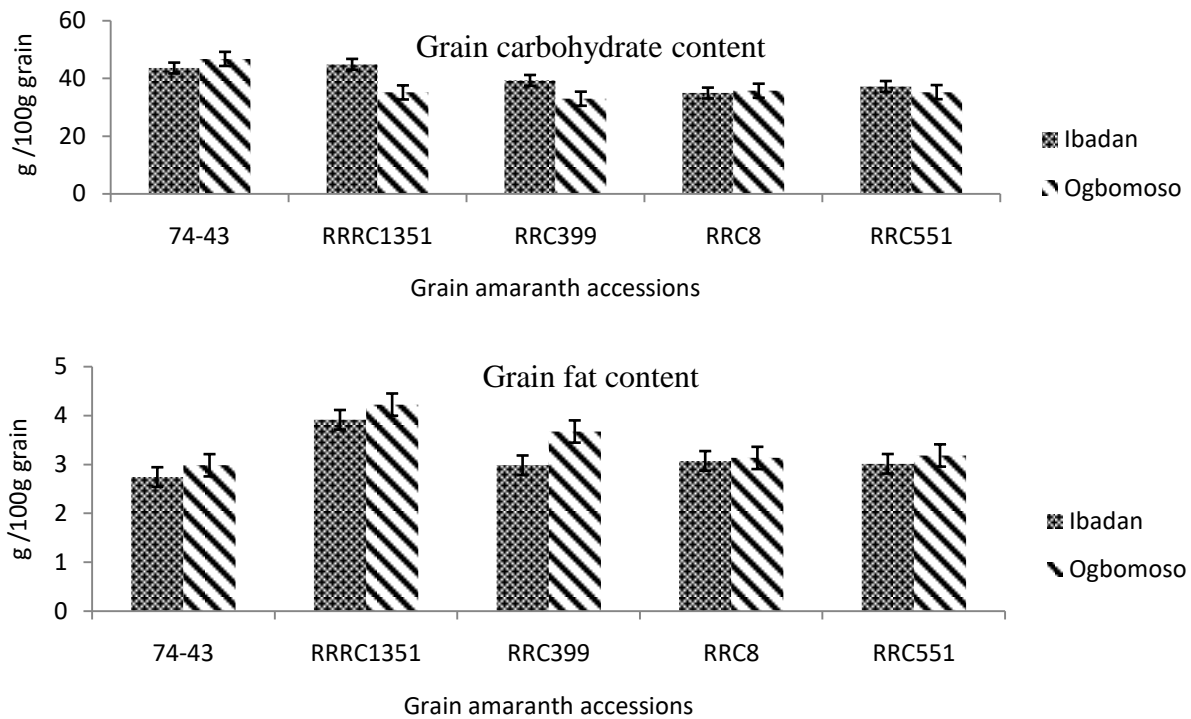 Grain carbohydrate content
g /100g grain
60
40
20
0
74-43 RRRC1351 RRC399 RRC8 RRC551
Grain amaranth accessions
Ibadan
Ogbomoso
Grain fat content
g /100g grain
5
4
3
2
1
0
74-43 RRRC1351 RRC399 RRC8 RRC551
Grain amaranth accessions
Ibadan
Ogbomoso